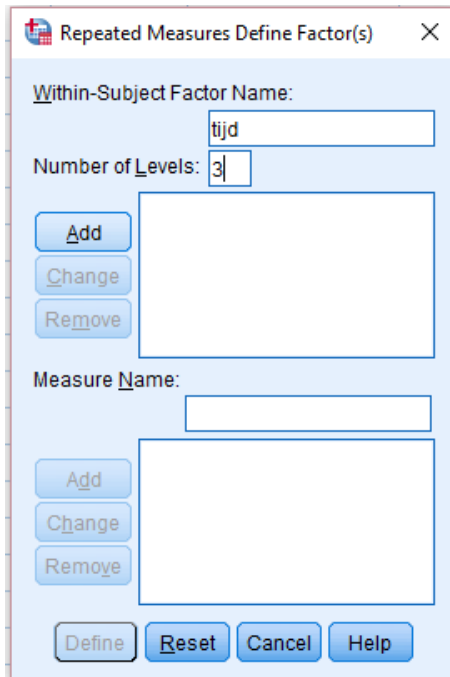 Repeated Measures Define Factor(s)
Within-Subject Factor Name:
tijd
Number of Levels: 3
Add
Change
Remove
Measure Name:
Add
Change
Remove
Define Reset Cancel Help